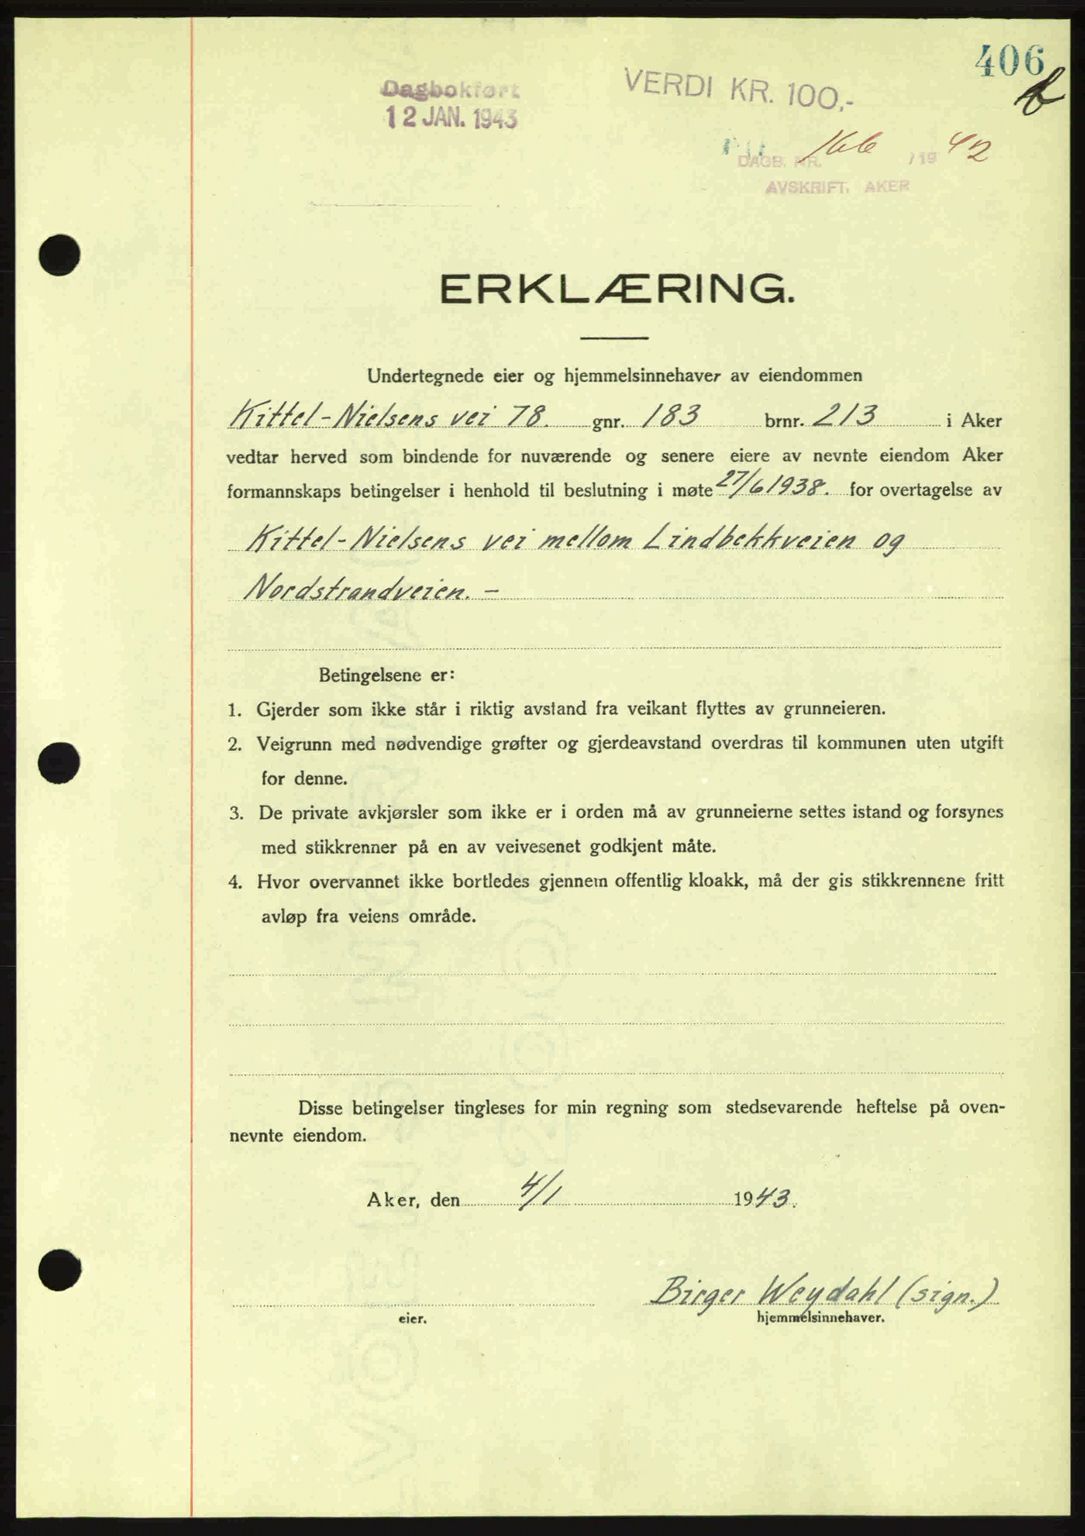 406
Dagbokført
12 JAN. 1943
VERDI KR. 100,-
DAGB. NR. 166 /19 42
AVSKRIFT, AKER
ERKLÆRING.
Undertegnede eier og hjemmelsinnehaver av eiendommen
Kittel-Nielsens vei 78. gnr. 183 brnr. 213 i Aker
vedtar herved som bindende for nuværende og senere eiere av nevnte eiendom Aker
formannskaps betingelser i henhold til beslutning i møte 27/6 1938. for overtagelse av
Kittel-Nielsens vei mellom Lindbekkveien og
Nordstrandveien. -
Betingelsene er:
1. Gjerder som ikke står i riktig avstand fra veikant flyttes av grunneieren.
2. Veigrunn med nødvendige grøfter og gjerdeavstand overdras til kommunen uten utgift
for denne.
3. De private avkjørsler som ikke er i orden må av grunneierne settes istand og forsynes
med stikkrenner på en av veivesenet godkjent måte.
4. Hvor overvannet ikke bortledes gjennem offentlig kloakk, må der gis stikkrennene fritt
avløp fra veiens område.
Disse betingelser tingleses for min regning som stedsevarende heftelse på oven-
nevnte eiendom.
Aker, den 4/1 1943.
Birger Weydahl (sign.)
eier. hjemmelsinnehaver.